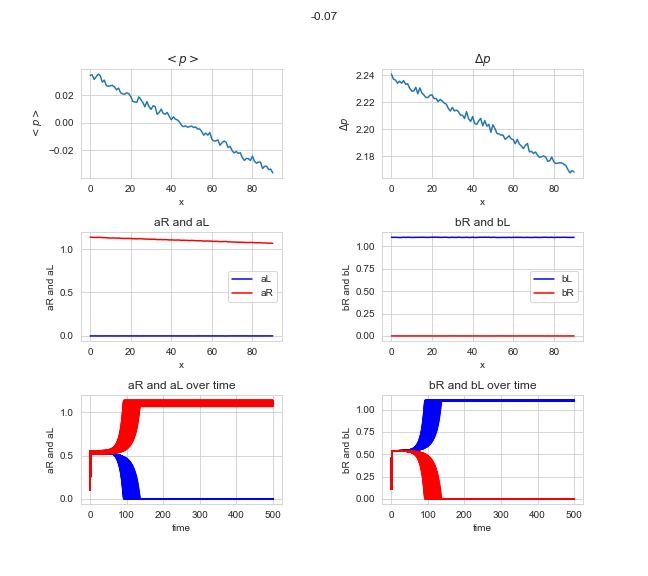 -0.07
< p >
Δp
0.02
0.00
−0.02
< p >
0 20 40 60 80
x
2.24
2.22
2.20
2.18
Δp
0 20 40 60 80
x
aR and aL
1.0
0.5
0.0
aR and aL
aL
aR
0 20 40 60 80
x
bR and bL
1.00
0.75
0.50
0.25
0.00
bR and bL
bL
bR
0 20 40 60 80
x
aR and aL over time
1.0
0.5
0.0
aR and aL
0 100 200 300 400 500
time
bR and bL over time
1.00
0.75
0.50
0.25
0.00
bR and bL
0 100 200 300 400 500
time